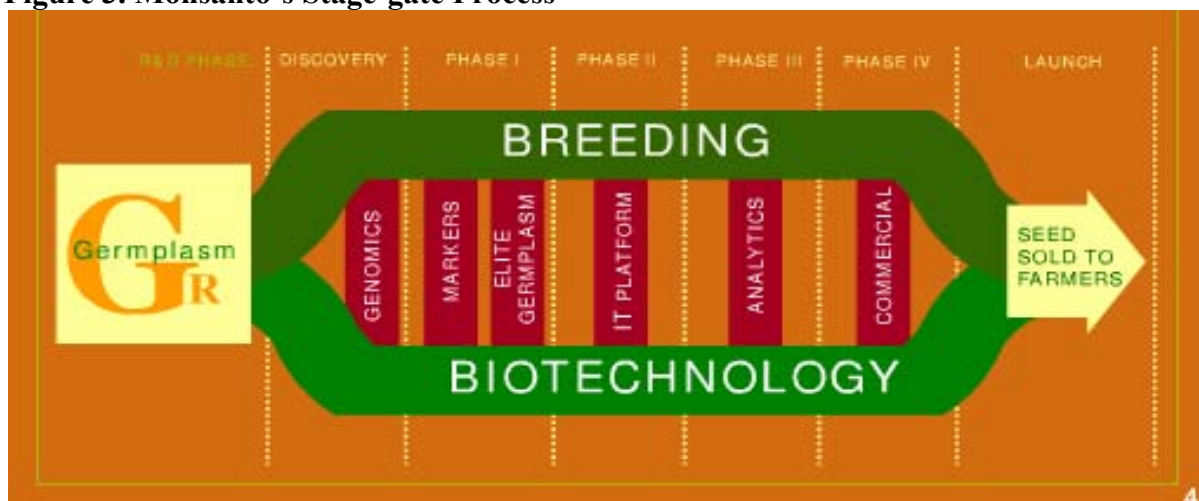 Figure 3: Monsanto's Stage-gate Process
R&D PHASE: DISCOVERY PHASE I PHASE II PHASE III PHASE IV LAUNCH
BREEDING
Germplasm
GR
GENOMICS
MARKERS
ELITE
GERMPLASM
IT PLATFORM
ANALYTICS
COMMERCIAL
SEED
SOLD TO
FARMERS
BIOTECHNOLOGY